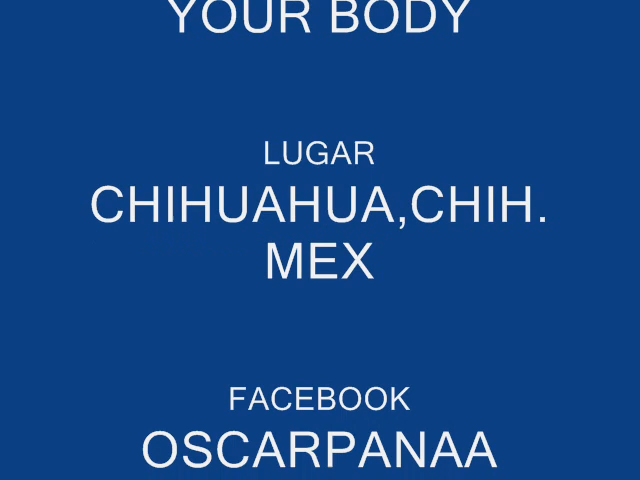 YOUR BODY
LUGAR
CHIHUAHUA,CHIH.
MEX
FACEBOOK
OSCARPANAA